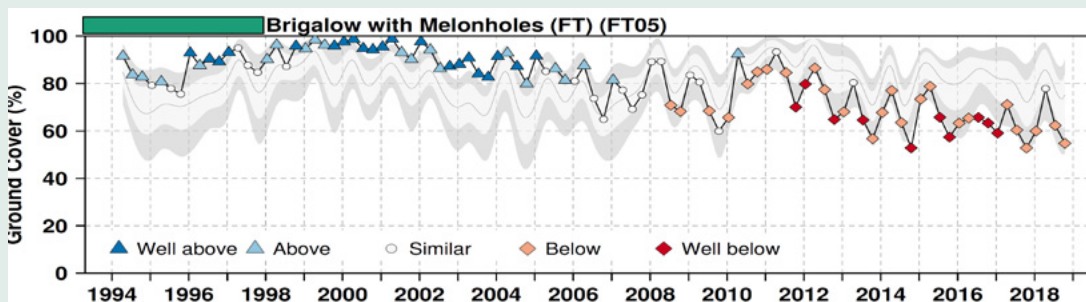 Brigalow with Melonholes (FT) (FT05)
Ground Cover (%)
100
80
60
40
20
0
Well above
Above
Similar
Below
Well below
1994 1996 1998 2000 2002 2004 2006 2008 2010 2012 2014 2016 2018